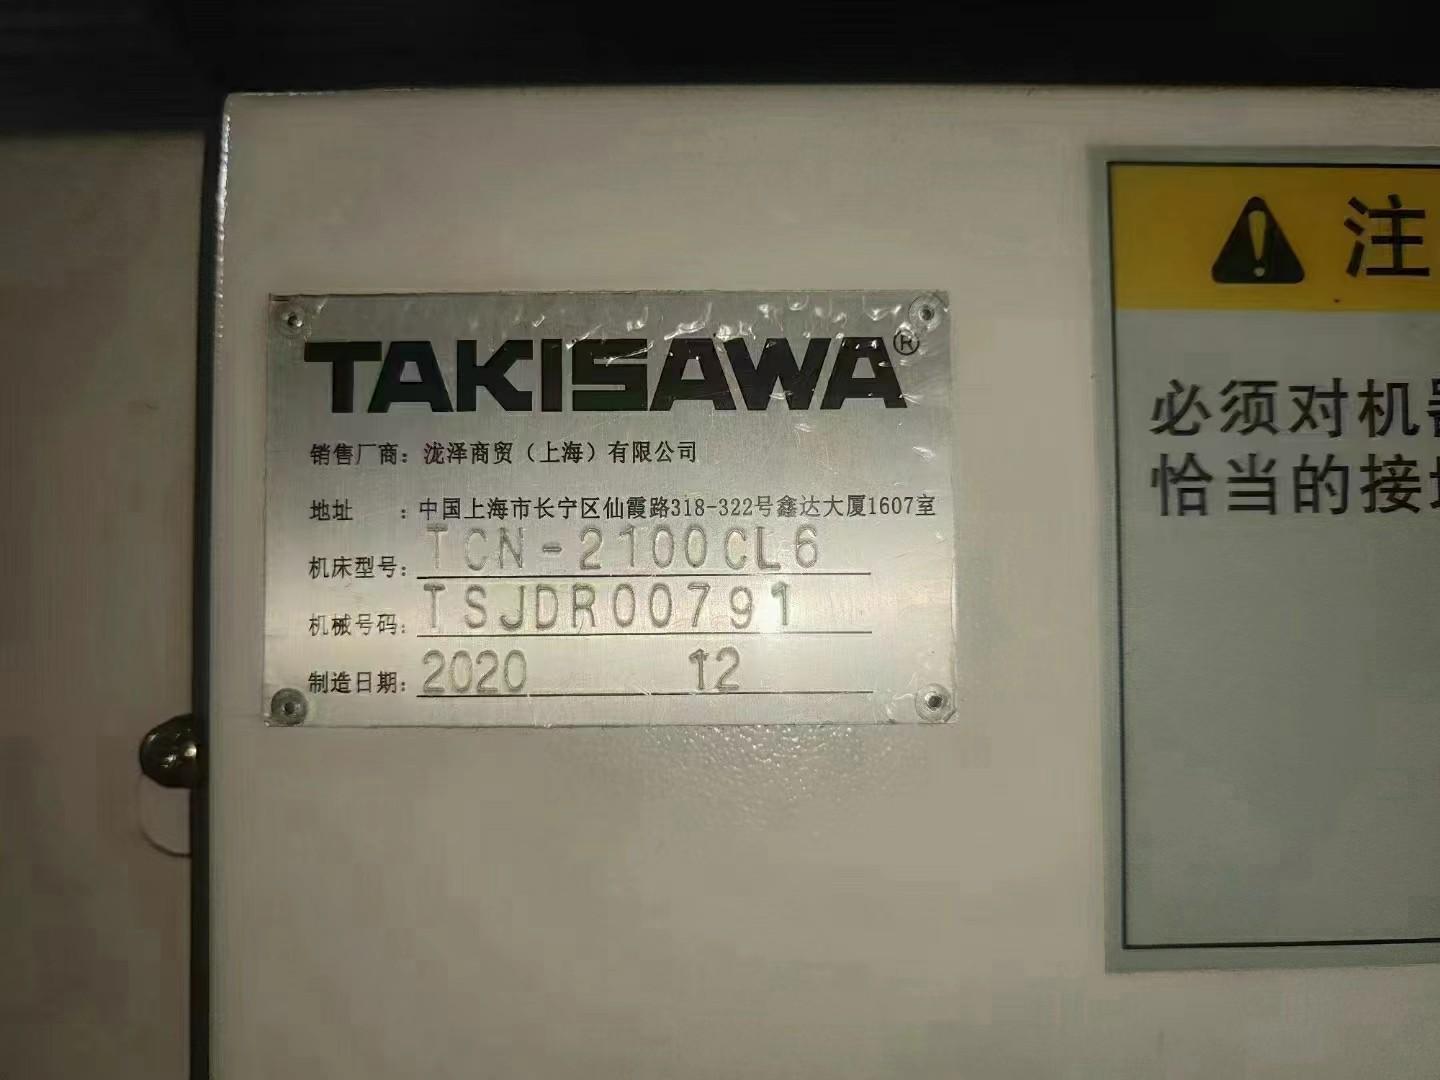 TAKISAWA®
销售厂商：泷泽商贸（上海）有限公司
地址 ：中国上海市长宁区仙霞路318-322号鑫达大厦1607室
机床型号：TCN-2100CL6
机械号码：TSJDR00791
制造日期：2020 12
注
必须对机器
恰当的接